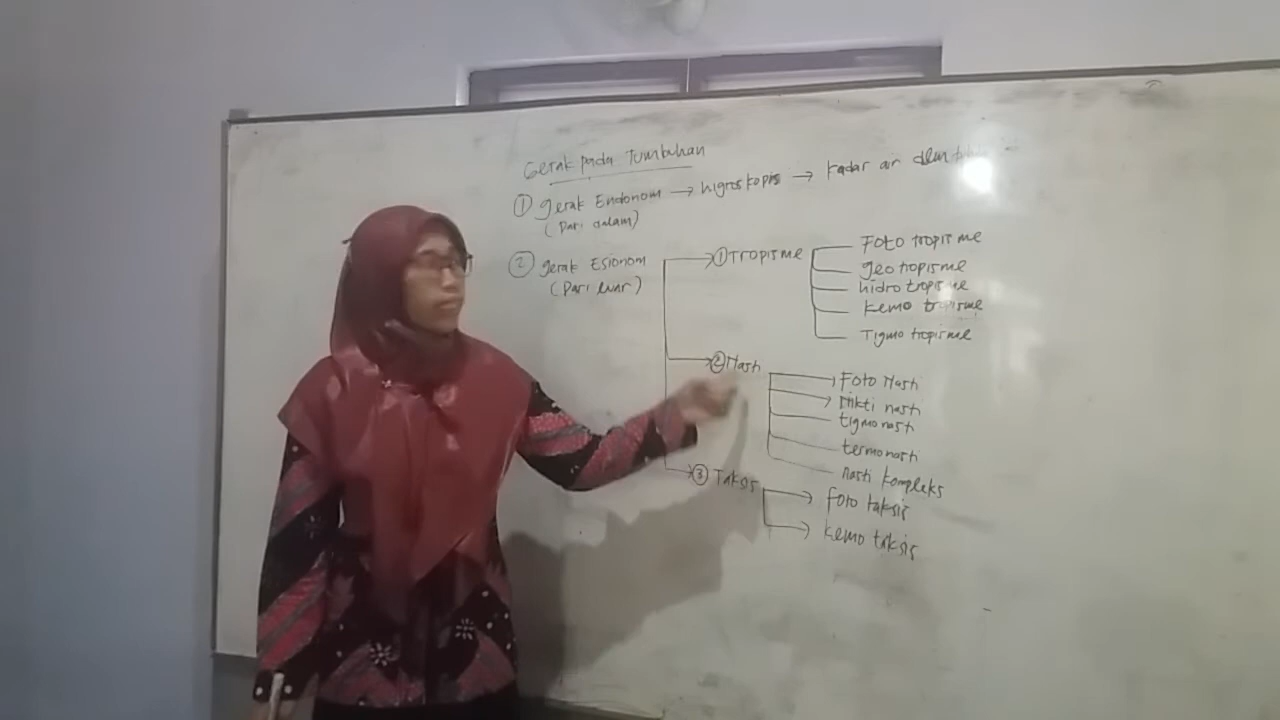 Gerak pada Tumbuhan
① gerak Endonom → higroskopis → kadar air dlm
(Dari dalam)
② gerak Esionom
(Dari luar)
① Tropisme
Foto tropisme
geo tropisme
hidro tropisme
kemo tropisme
Tigmo tropisme
② Nasti
Foto Nasti
nikti nasti
tigmo nasti
termo nasti
nasti kompleks
③ Taksis
foto taksis
kemo taksis